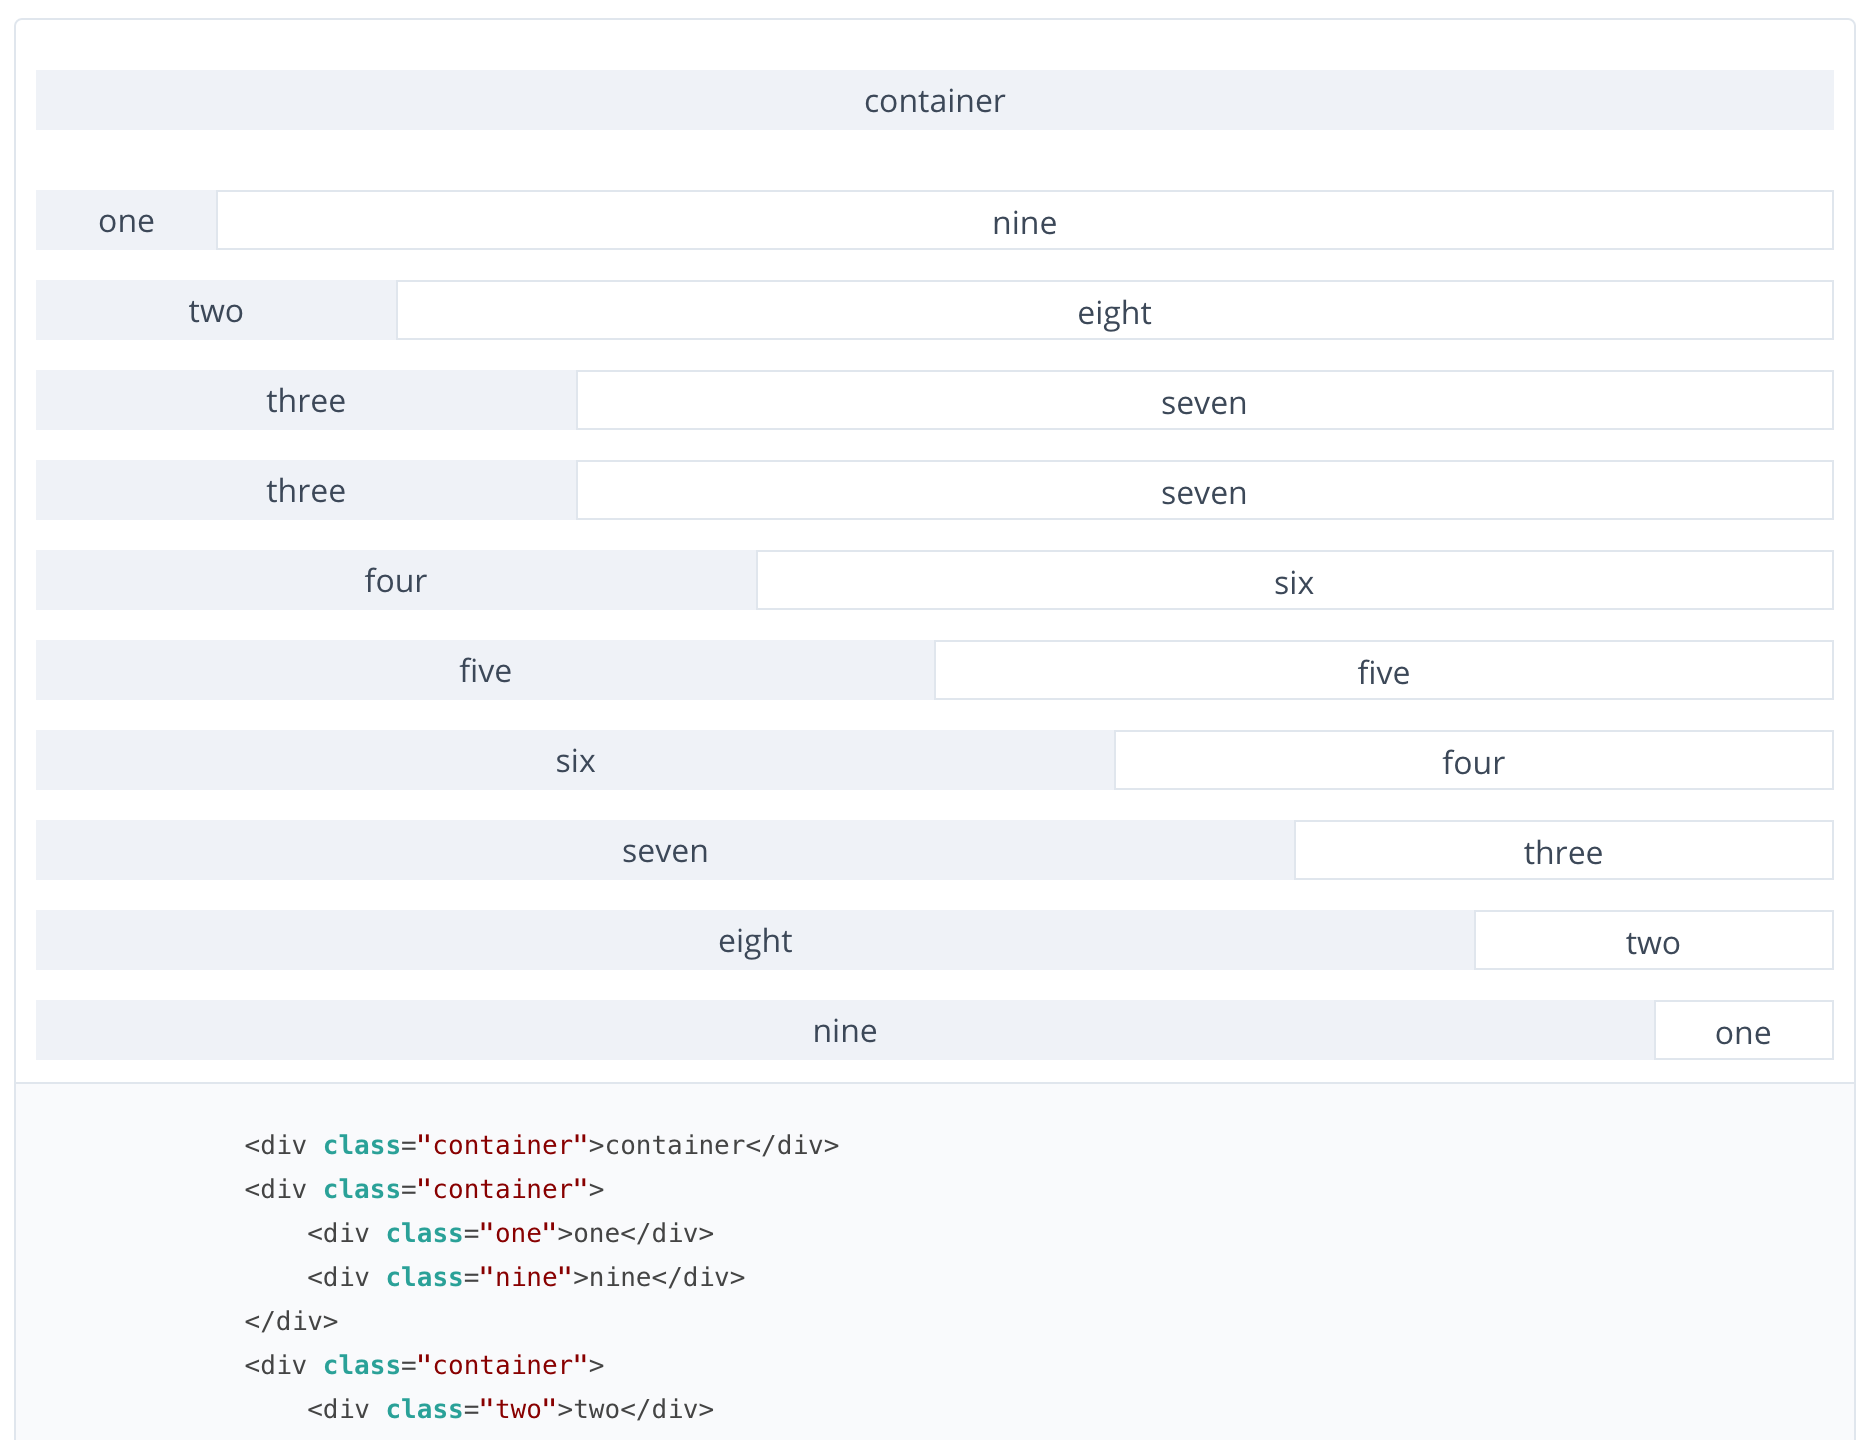 container
one nine
two eight
three seven
three seven
four six
five five
six four
seven three
eight two
nine one
<div class="container">container</div>
<div class="container">
    <div class="one">one</div>
    <div class="nine">nine</div>
</div>
<div class="container">
    <div class="two">two</div>